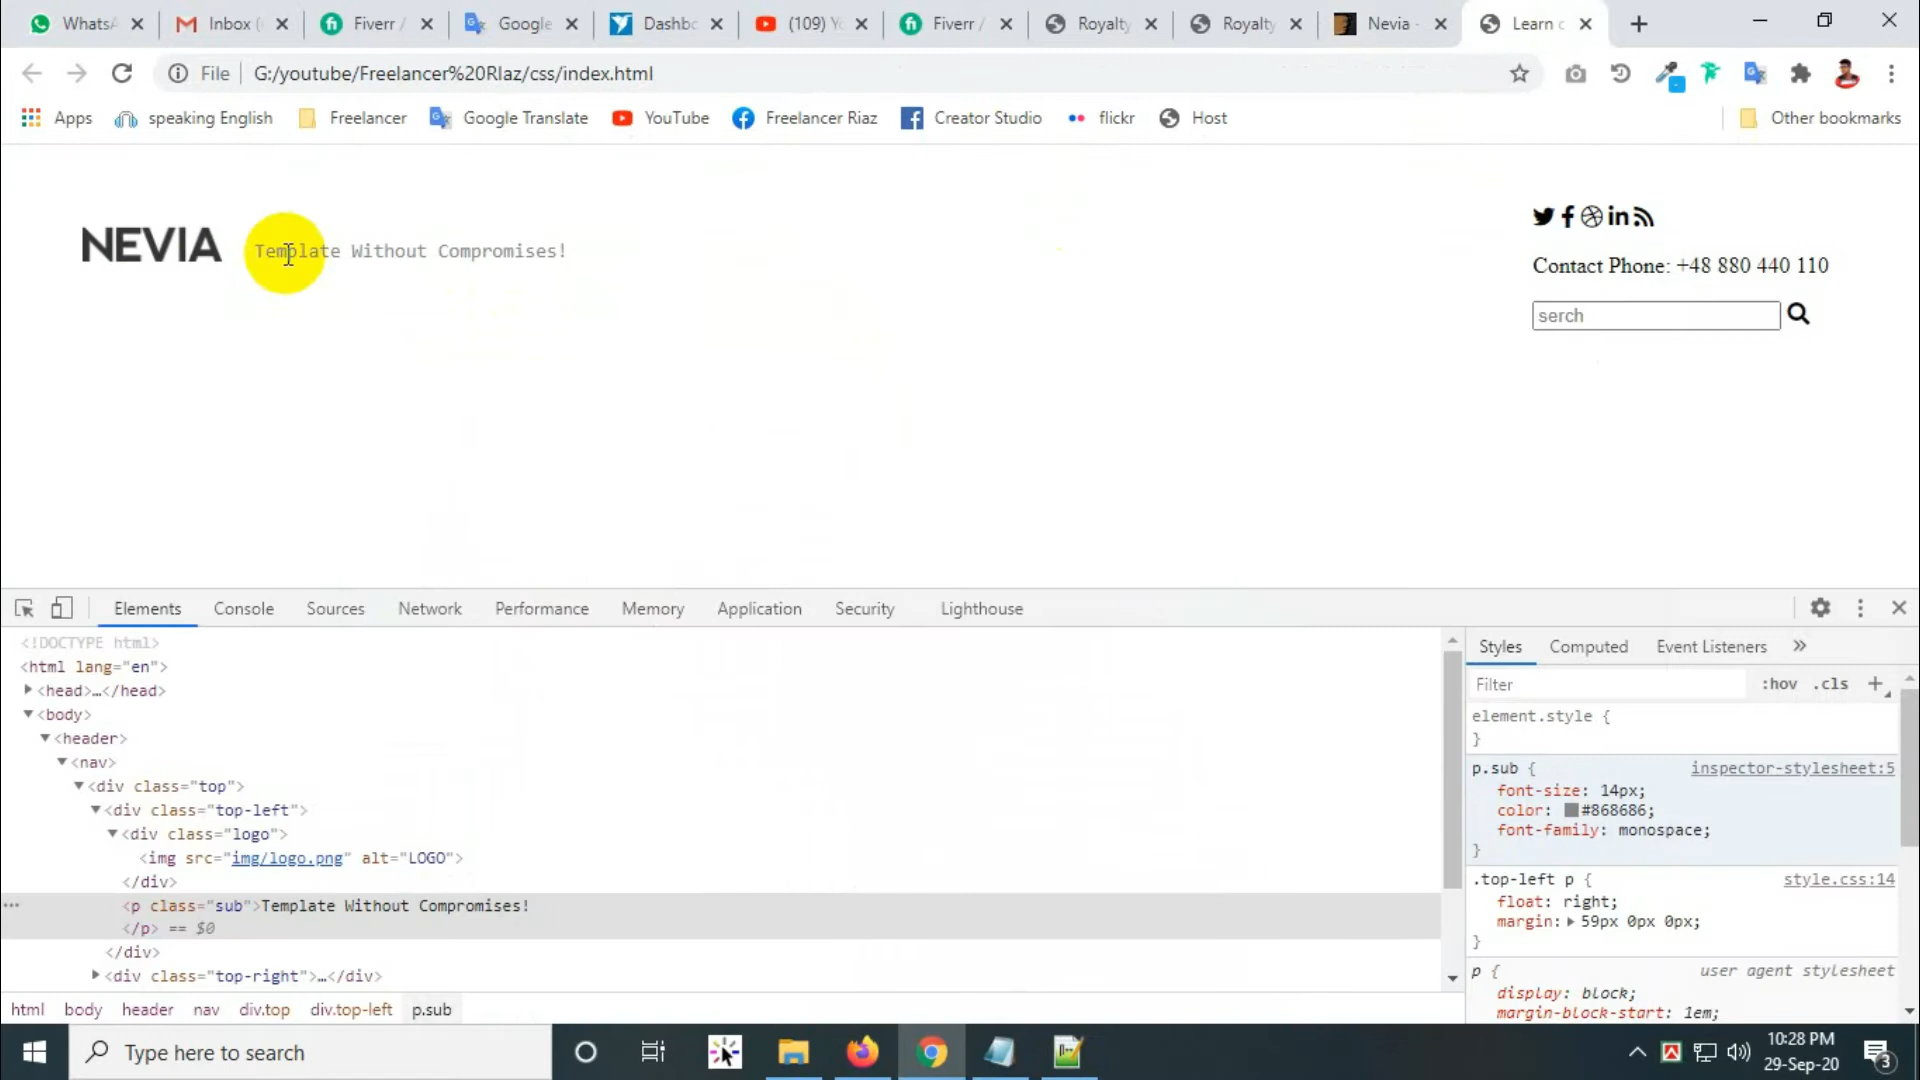 WhatsA
Inbox (
Fiverr /
Google
Dashbo
(109) Yo
Fiverr /
Royalty
Royalty
Nevia -
Learn c
File
G:/youtube/Freelancer%20RIaz/css/index.html
Apps
speaking English
Freelancer
Google Translate
YouTube
Freelancer Riaz
Creator Studio
flickr
Host
Other bookmarks
NEVIA
Template Without Compromises!
Contact Phone: +48 880 440 110
serch
Elements
Console
Sources
Network
Performance
Memory
Application
Security
Lighthouse
<!DOCTYPE html>
<html lang="en">
<head>…</head>
<body>
<header>
<nav>
<div class="top">
<div class="top-left">
<div class="logo">
<img src="img/logo.png" alt="LOGO">
</div>
<p class="sub">Template Without Compromises!
</p> == $0
</div>
<div class="top-right">…</div>
html
body
header
nav
div.top
div.top-left
p.sub
Styles
Computed
Event Listeners
Filter
:hov
.cls
element.style {
}
p.sub {
inspector-stylesheet:5
font-size: 14px;
color: #868686;
font-family: monospace;
}
.top-left p {
style.css:14
float: right;
margin: 59px 0px 0px;
}
p {
user agent stylesheet
display: block;
margin-block-start: 1em;
Type here to search
10:28 PM
29-Sep-20
3